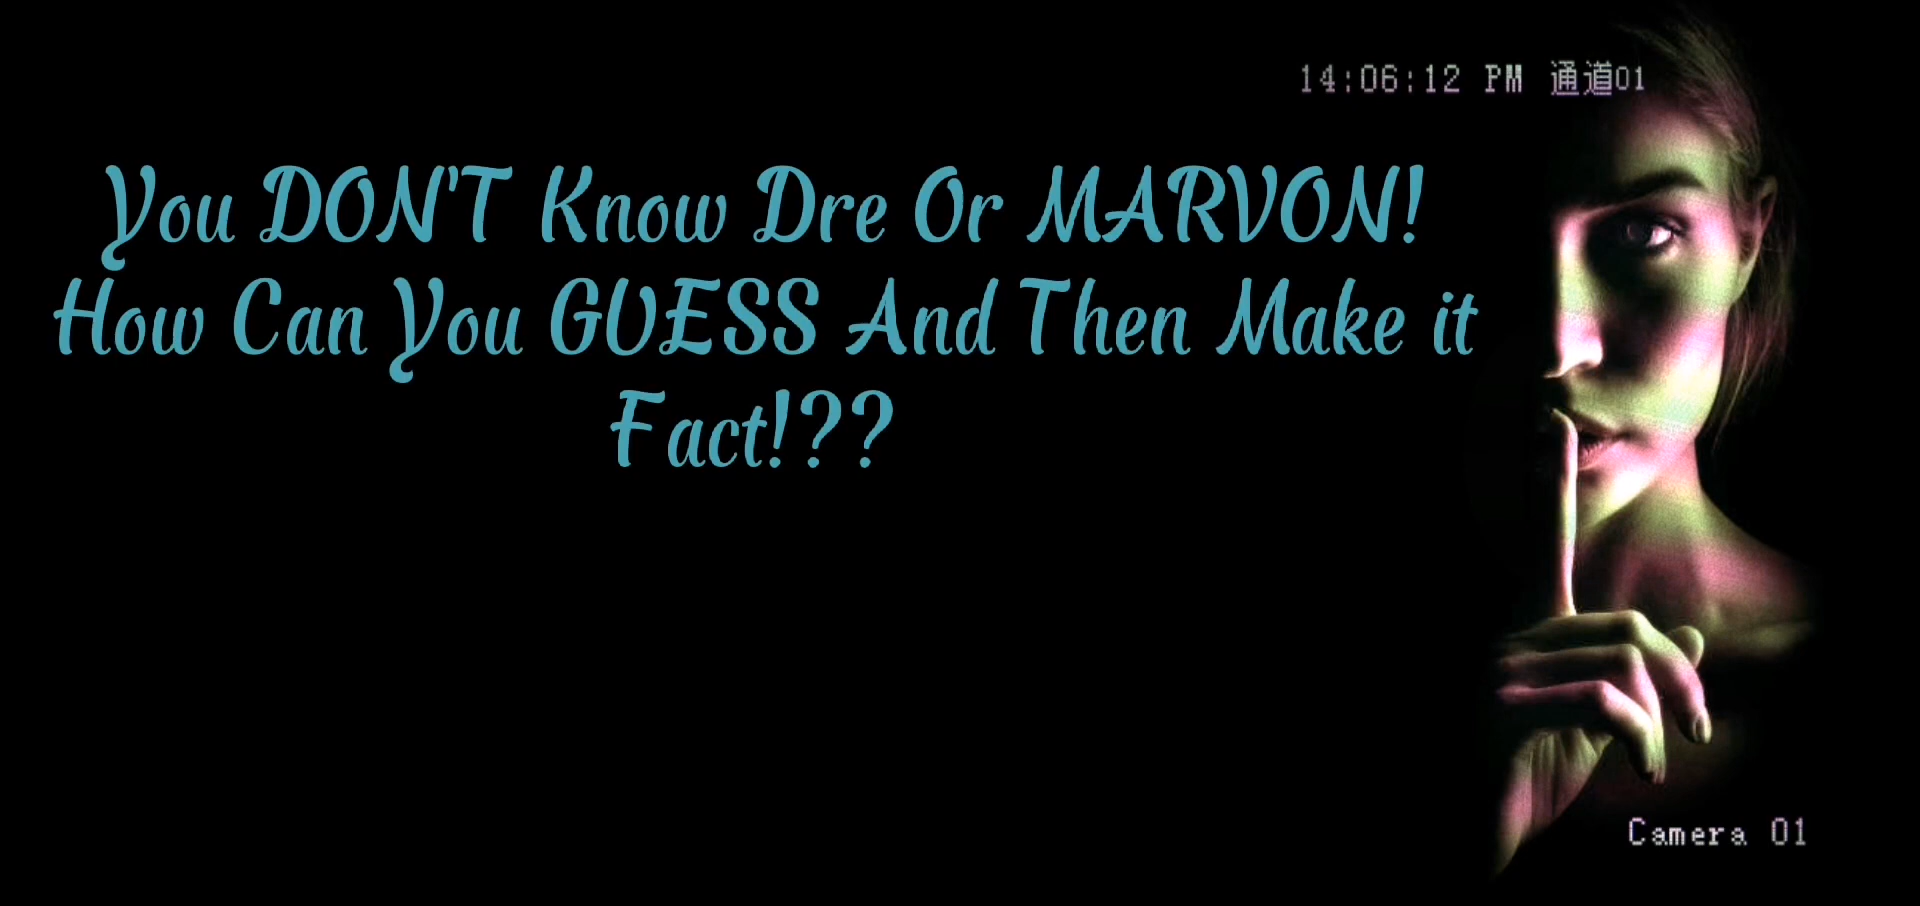 14:06:12 PM 通道01
You DON'T Know Dre Or MARVON!
How Can You GUESS And Then Make it
Fact!??
Camera 01